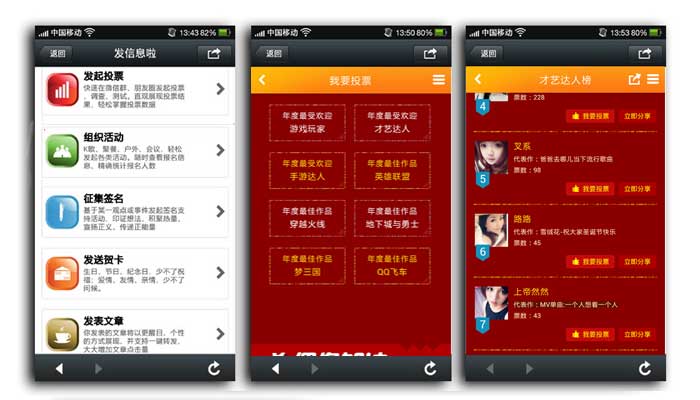 中国移动 13:43 82%
返回 发信息啦
发起投票
快速在微信群、朋友圈发起投票
、调查、测试，直观展现投票结
果，轻松掌握投票数据
组织活动
K歌、聚餐、户外、会议，轻松
发起各类活动。随时查看报名信
息，精确统计报名人数
征集签名
基于某一观点或事件发起签名支
持活动，印证想法，积聚热量，
宣扬正义，传递正能量
发送贺卡
生日、节日、纪念日，少不了祝
福；爱情、友情、亲情，少不了
问候。
发表文章
你发表的文章将以更醒目、个性
的方式展现，并支持一键转发，
大大增加文章点击量
中国移动 13:50 80%
返回
我要投票
年度最受欢迎 年度最受欢迎
游戏玩家 才艺达人
年度最受欢迎 年度最佳作品
手游达人 英雄联盟
年度最佳作品 年度最佳作品
穿越火线 地下城与勇士
年度最佳作品 年度最佳作品
梦三国 QQ飞车
中国移动 13:53 80%
返回
才艺达人榜
4
票数：228
我要投票 立即分享
叉系
代表作：爸爸去哪儿当下流行歌曲
票数：98
5
我要投票 立即分享
路路
代表作：雪绒花-祝大家圣诞节快乐
票数：45
6
我要投票 立即分享
上帝然然
代表作：MV单曲:一个人想着一个人
票数：43
7
我要投票 立即分享